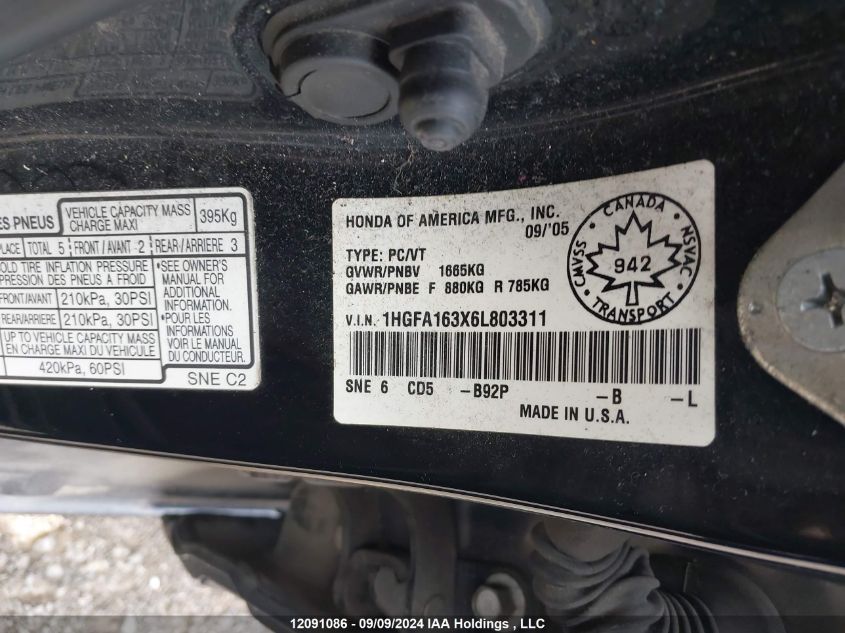 ES PNEUS
VEHICLE CAPACITY MASS
CHARGE MAXI
395Kg
PLACE TOTAL 5 FRONT / AVANT 2 REAR / ARRIERE 3
OLD TIRE INFLATION PRESSURE
PRESSION DES PNEUS A FROID
FRONT/AVANT 210kPa, 30PSI
REAR/ARRIERE 210kPa, 30PSI
UP TO VEHICLE CAPACITY MASS
EN CHARGE MAXI DU VEHICULE
420kPa, 60PSI
*SEE OWNER'S
MANUAL FOR
ADDITIONAL
INFORMATION.
*POUR LES
INFORMATIONS
VOIR LE MANUEL
DU CONDUCTEUR.
SNE C2
HONDA OF AMERICA MFG., INC.
09/'05
TYPE: PC/VT
GVWR/PNBV 1665KG
GAWR/PNBE F 880KG R 785KG
V.I.N. 1HGFA163X6L803311
SNE 6 CD5 -B92P -B -L
MADE IN U.S.A.
CANADA
CMVSS
942
NSVAC
TRANSPORT
12091086 - 09/09/2024 IAA Holdings, LLC